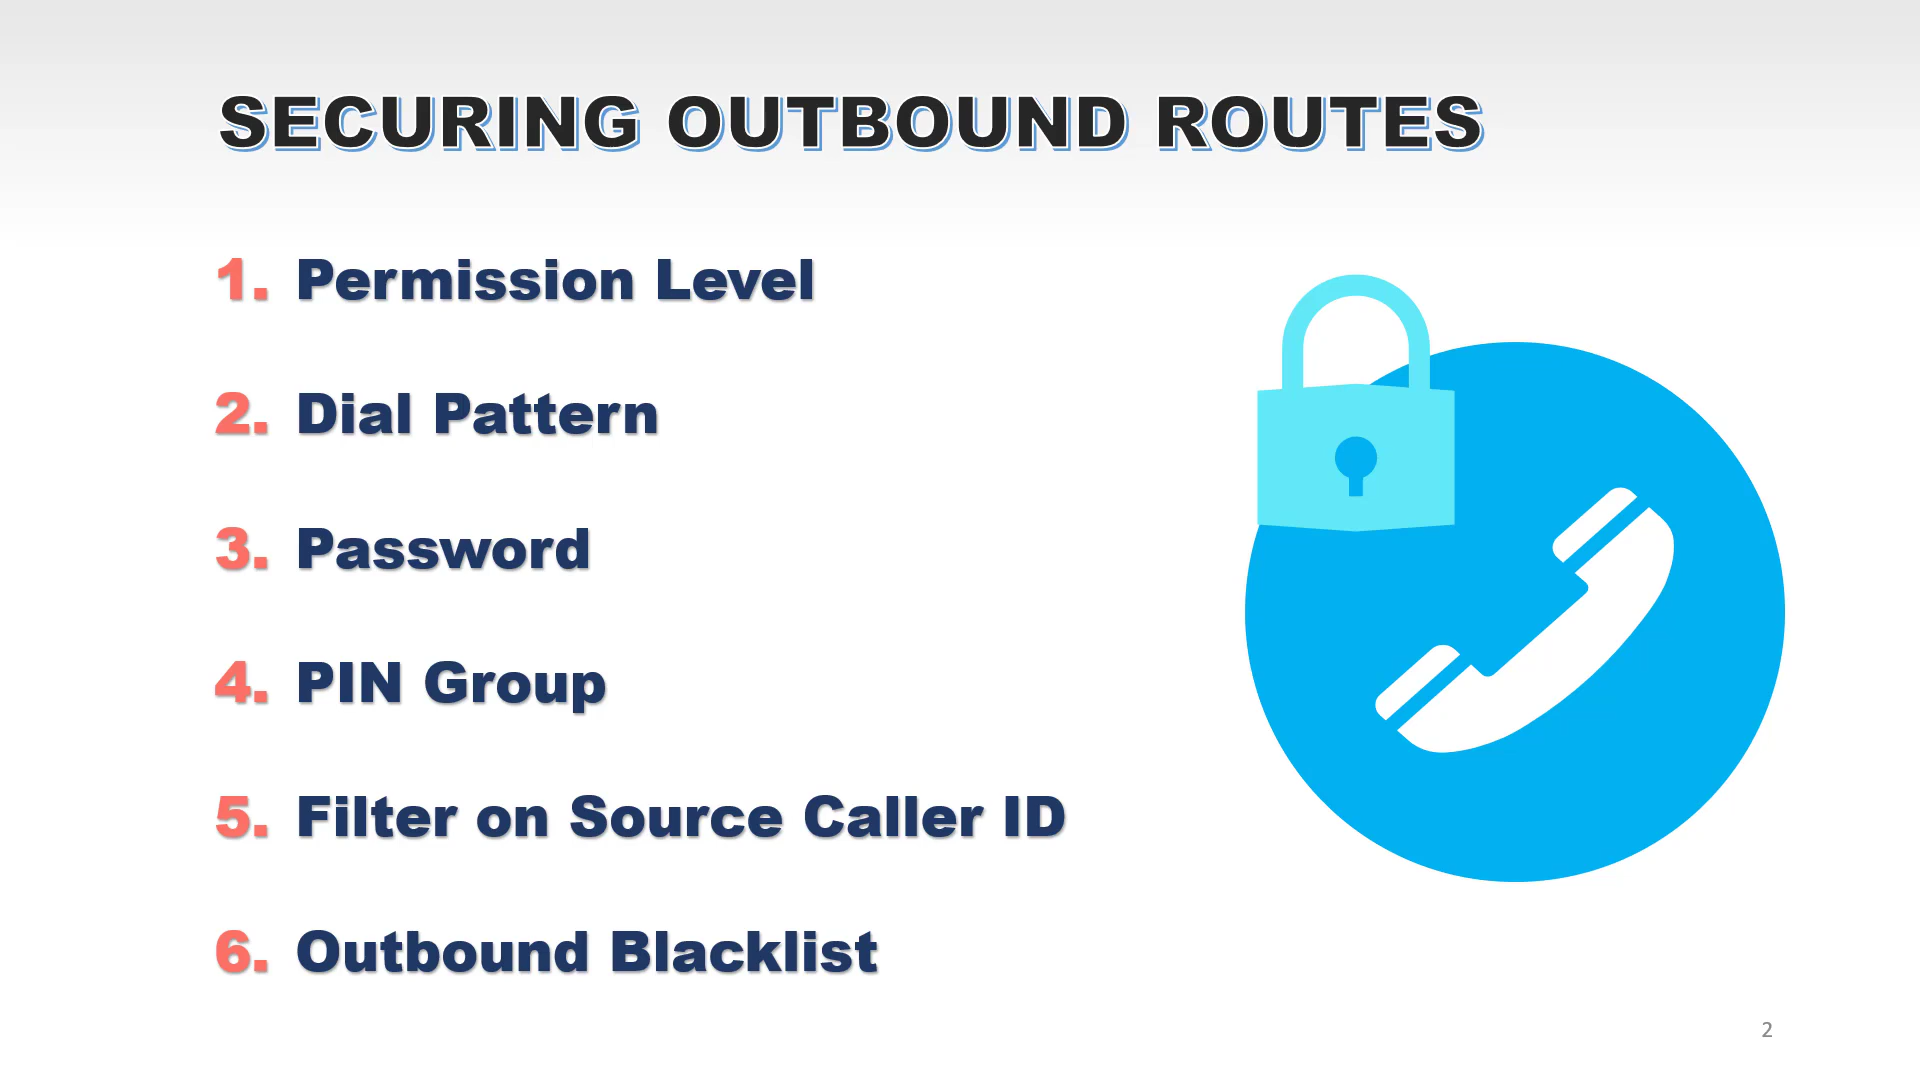 SECURING OUTBOUND ROUTES
1. Permission Level
2. Dial Pattern
3. Password
4. PIN Group
5. Filter on Source Caller ID
6. Outbound Blacklist
2